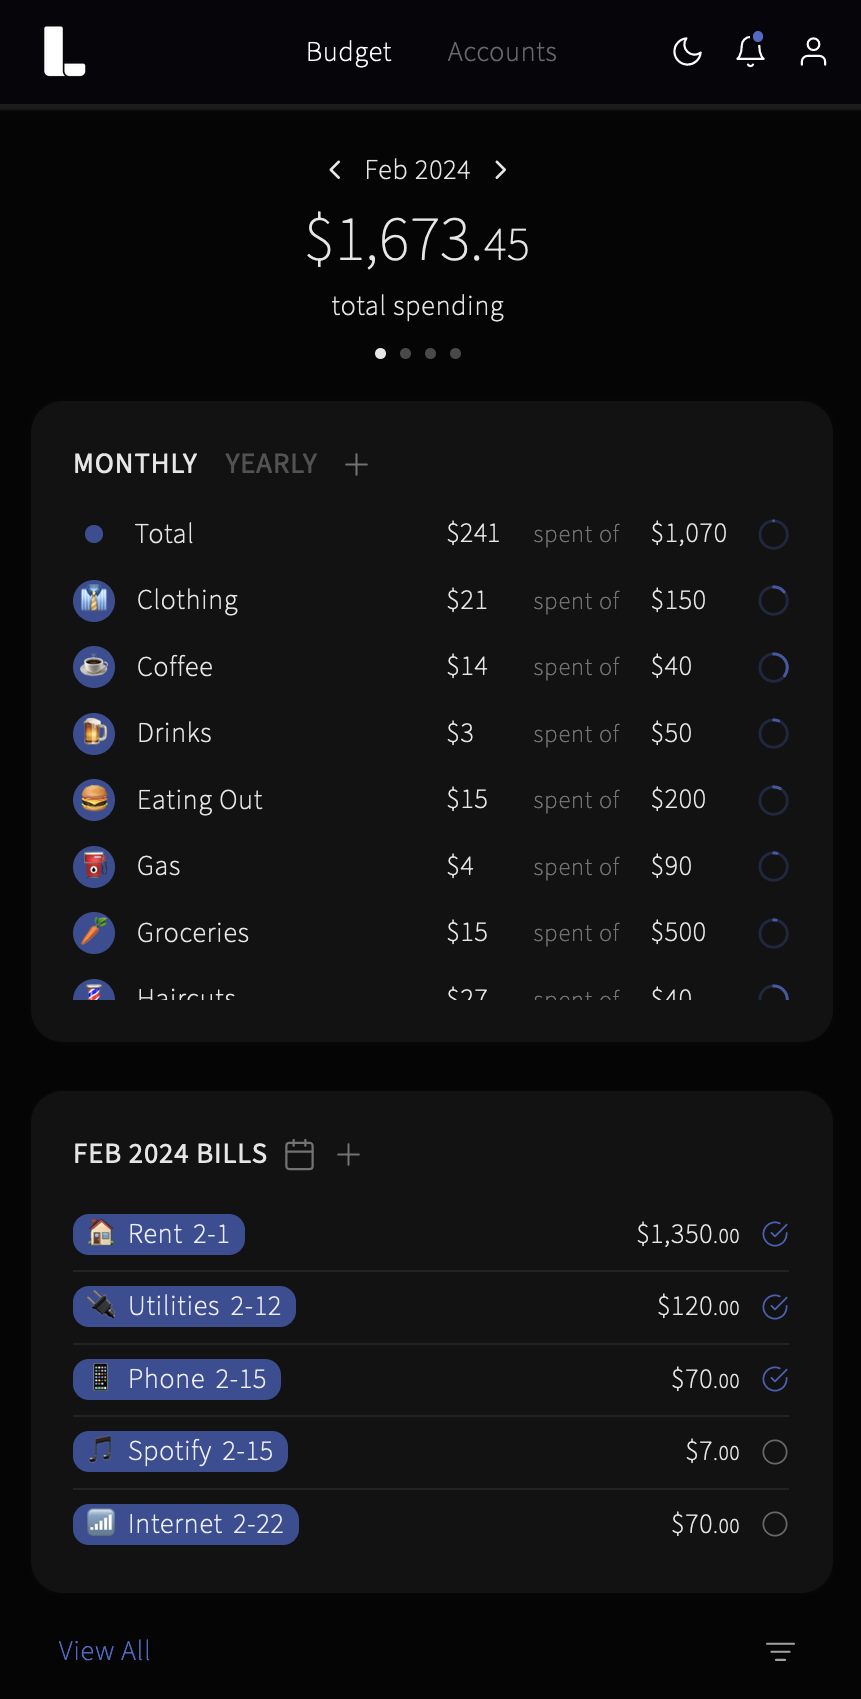 L
Budget Accounts
Feb 2024
$1,673.45
total spending
MONTHLY YEARLY
Total $241 spent of $1,070
Clothing $21 spent of $150
Coffee $14 spent of $40
Drinks $3 spent of $50
Eating Out $15 spent of $200
Gas $4 spent of $90
Groceries $15 spent of $500
Haircuts $27 spent of $40
FEB 2024 BILLS
Rent 2-1 $1,350.00
Utilities 2-12 $120.00
Phone 2-15 $70.00
Spotify 2-15 $7.00
Internet 2-22 $70.00
View All